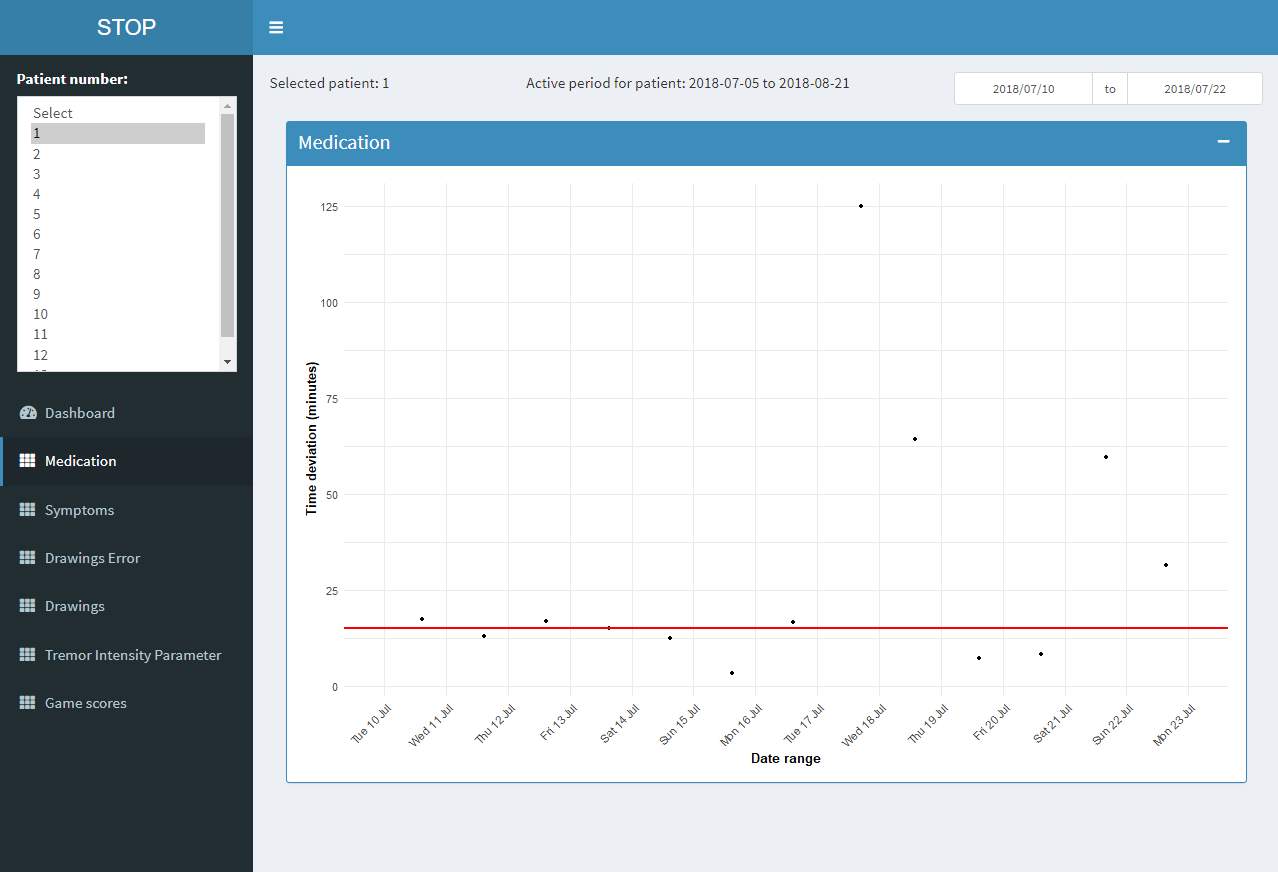 STOP
Patient number:
Select
1
2
3
4
5
6
7
8
9
10
11
12
Dashboard
Medication
Symptoms
Drawings Error
Drawings
Tremor Intensity Parameter
Game scores
Selected patient: 1
Active period for patient: 2018-07-05 to 2018-08-21
2018/07/10 to 2018/07/22
Medication
Time deviation (minutes)
125
100
75
50
25
0
Tue 10 Jul
Wed 11 Jul
Thu 12 Jul
Fri 13 Jul
Sat 14 Jul
Sun 15 Jul
Mon 16 Jul
Tue 17 Jul
Wed 18 Jul
Thu 19 Jul
Fri 20 Jul
Sat 21 Jul
Sun 22 Jul
Mon 23 Jul
Date range